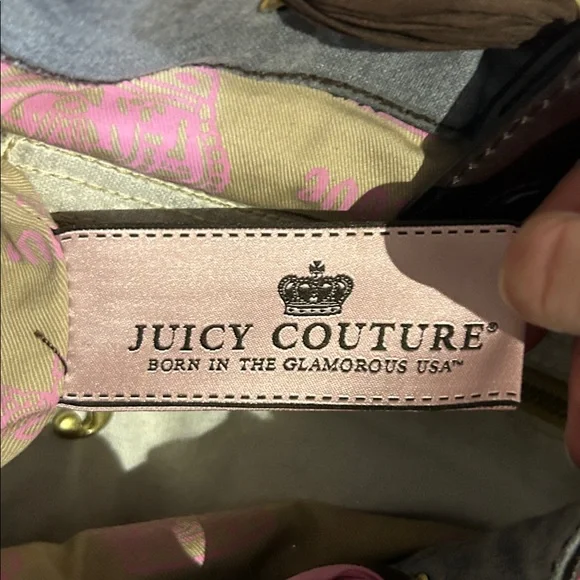 JUICY COUTURE®
BORN IN THE GLAMOROUS USA™